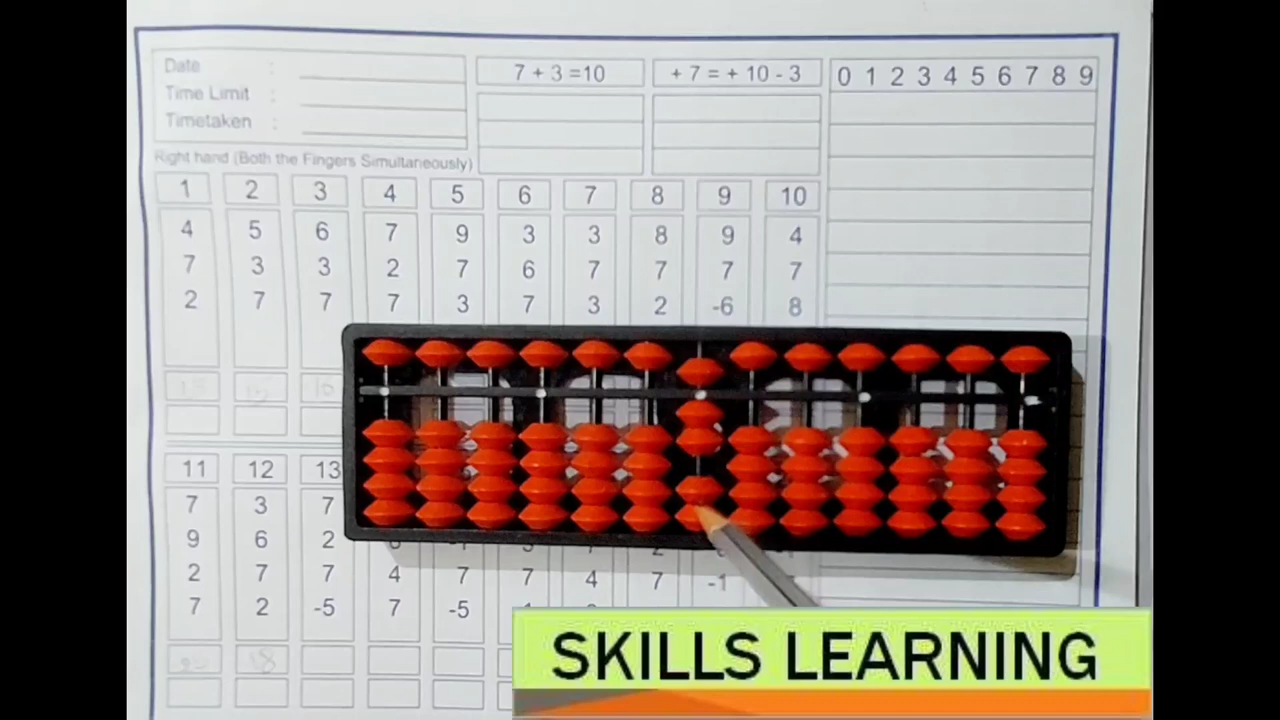 Date :
7 + 3 =10
+ 7 = + 10 - 3
0 1 2 3 4 5 6 7 8 9
Time Limit :
Timetaken :
Right hand (Both the Fingers Simultaneously)
1 2 3 4 5 6 7 8 9 10
4 5 6 7 9 3 3 8 9 4
7 3 3 2 7 6 7 7 7 7
2 7 7 7 3 7 3 2 -6 8
11 12 13
7 3 7
9 6 2
2 7 7 4 7 7 4 7 -1
7 2 -5 7 -5
18
SKILLS LEARNING